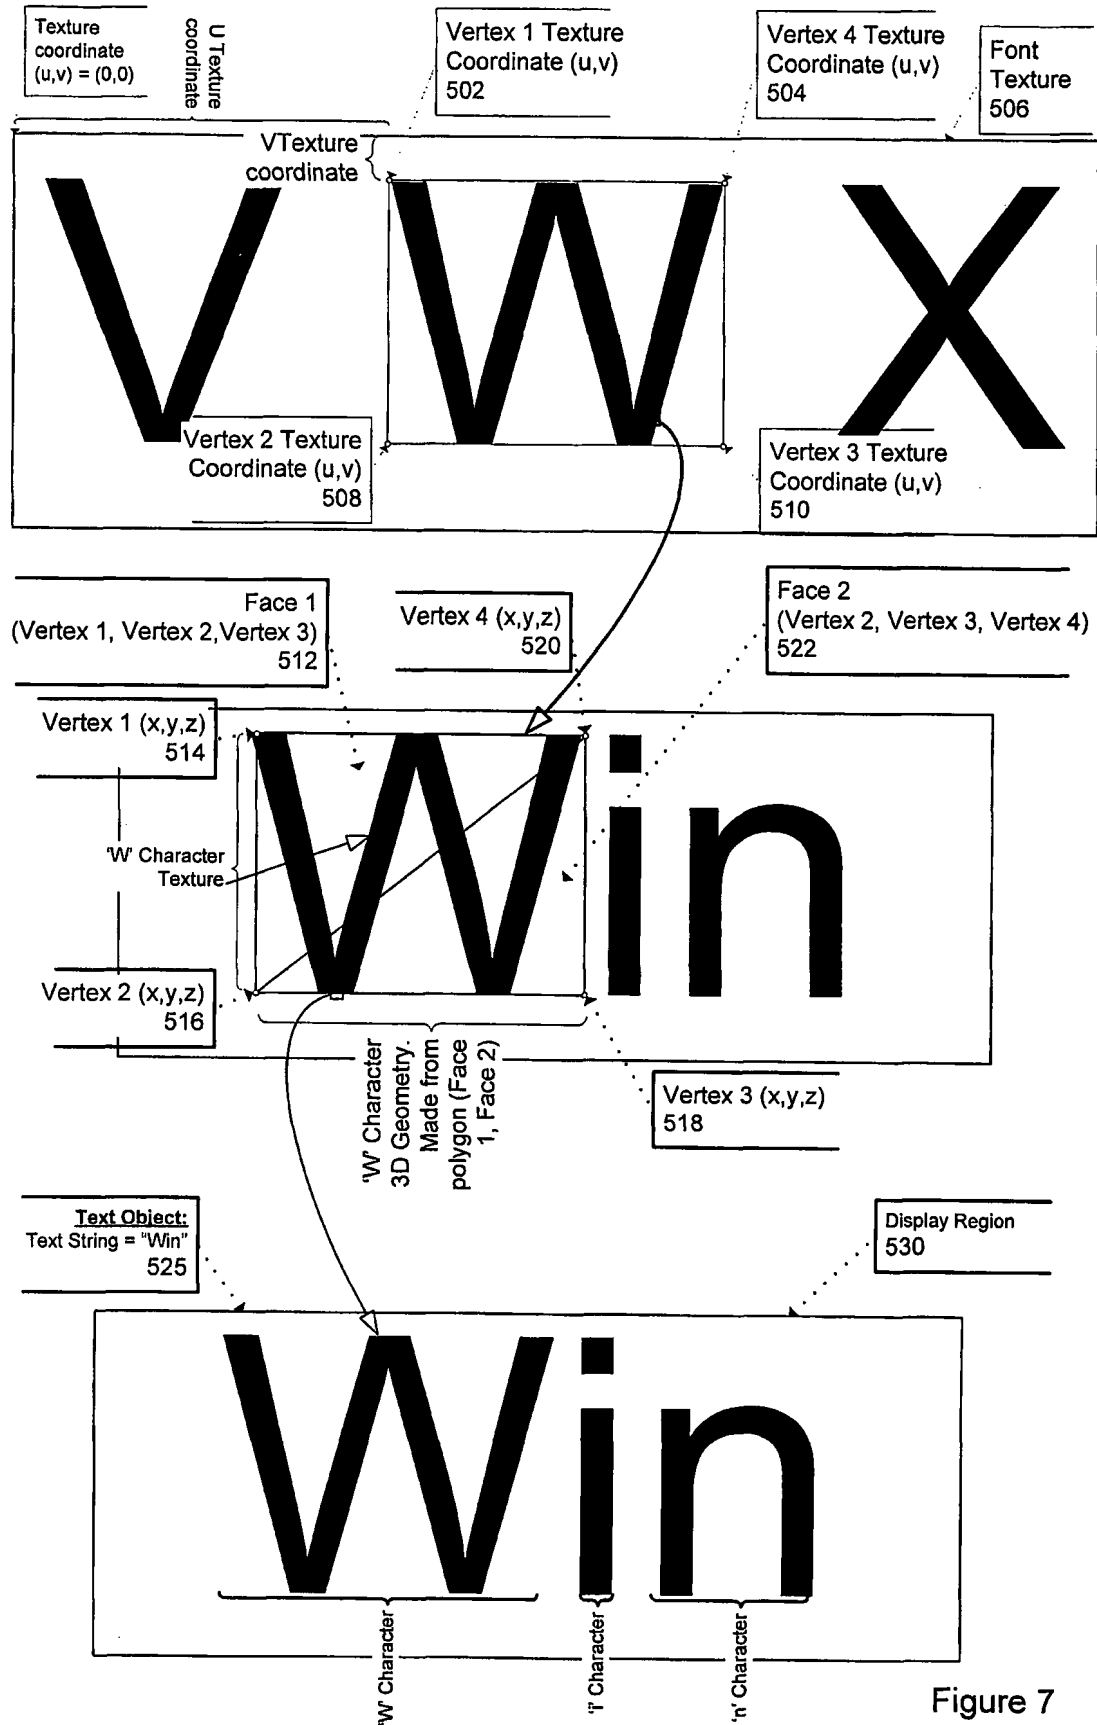 Texture
coordinate
(u,v) = (0,0)
U Texture
coordinate
Vertex 1 Texture
Coordinate (u,v)
502
Vertex 4 Texture
Coordinate (u,v)
504
Font
Texture
506
VTexture
coordinate
V W X
Vertex 2 Texture
Coordinate (u,v)
508
Vertex 3 Texture
Coordinate (u,v)
510
Face 1
(Vertex 1, Vertex 2,Vertex 3)
512
Vertex 4 (x,y,z)
520
Face 2
(Vertex 2, Vertex 3, Vertex 4)
522
Vertex 1 (x,y,z)
514
Win
'W' Character
Texture
Vertex 2 (x,y,z)
516
'W' Character
3D Geometry.
Made from
polygon (Face
1, Face 2)
Vertex 3 (x,y,z)
518
Text Object:
Text String = "Win"
525
Display Region
530
Win
'W' Character
'i' Character
'n' Character
Figure 7